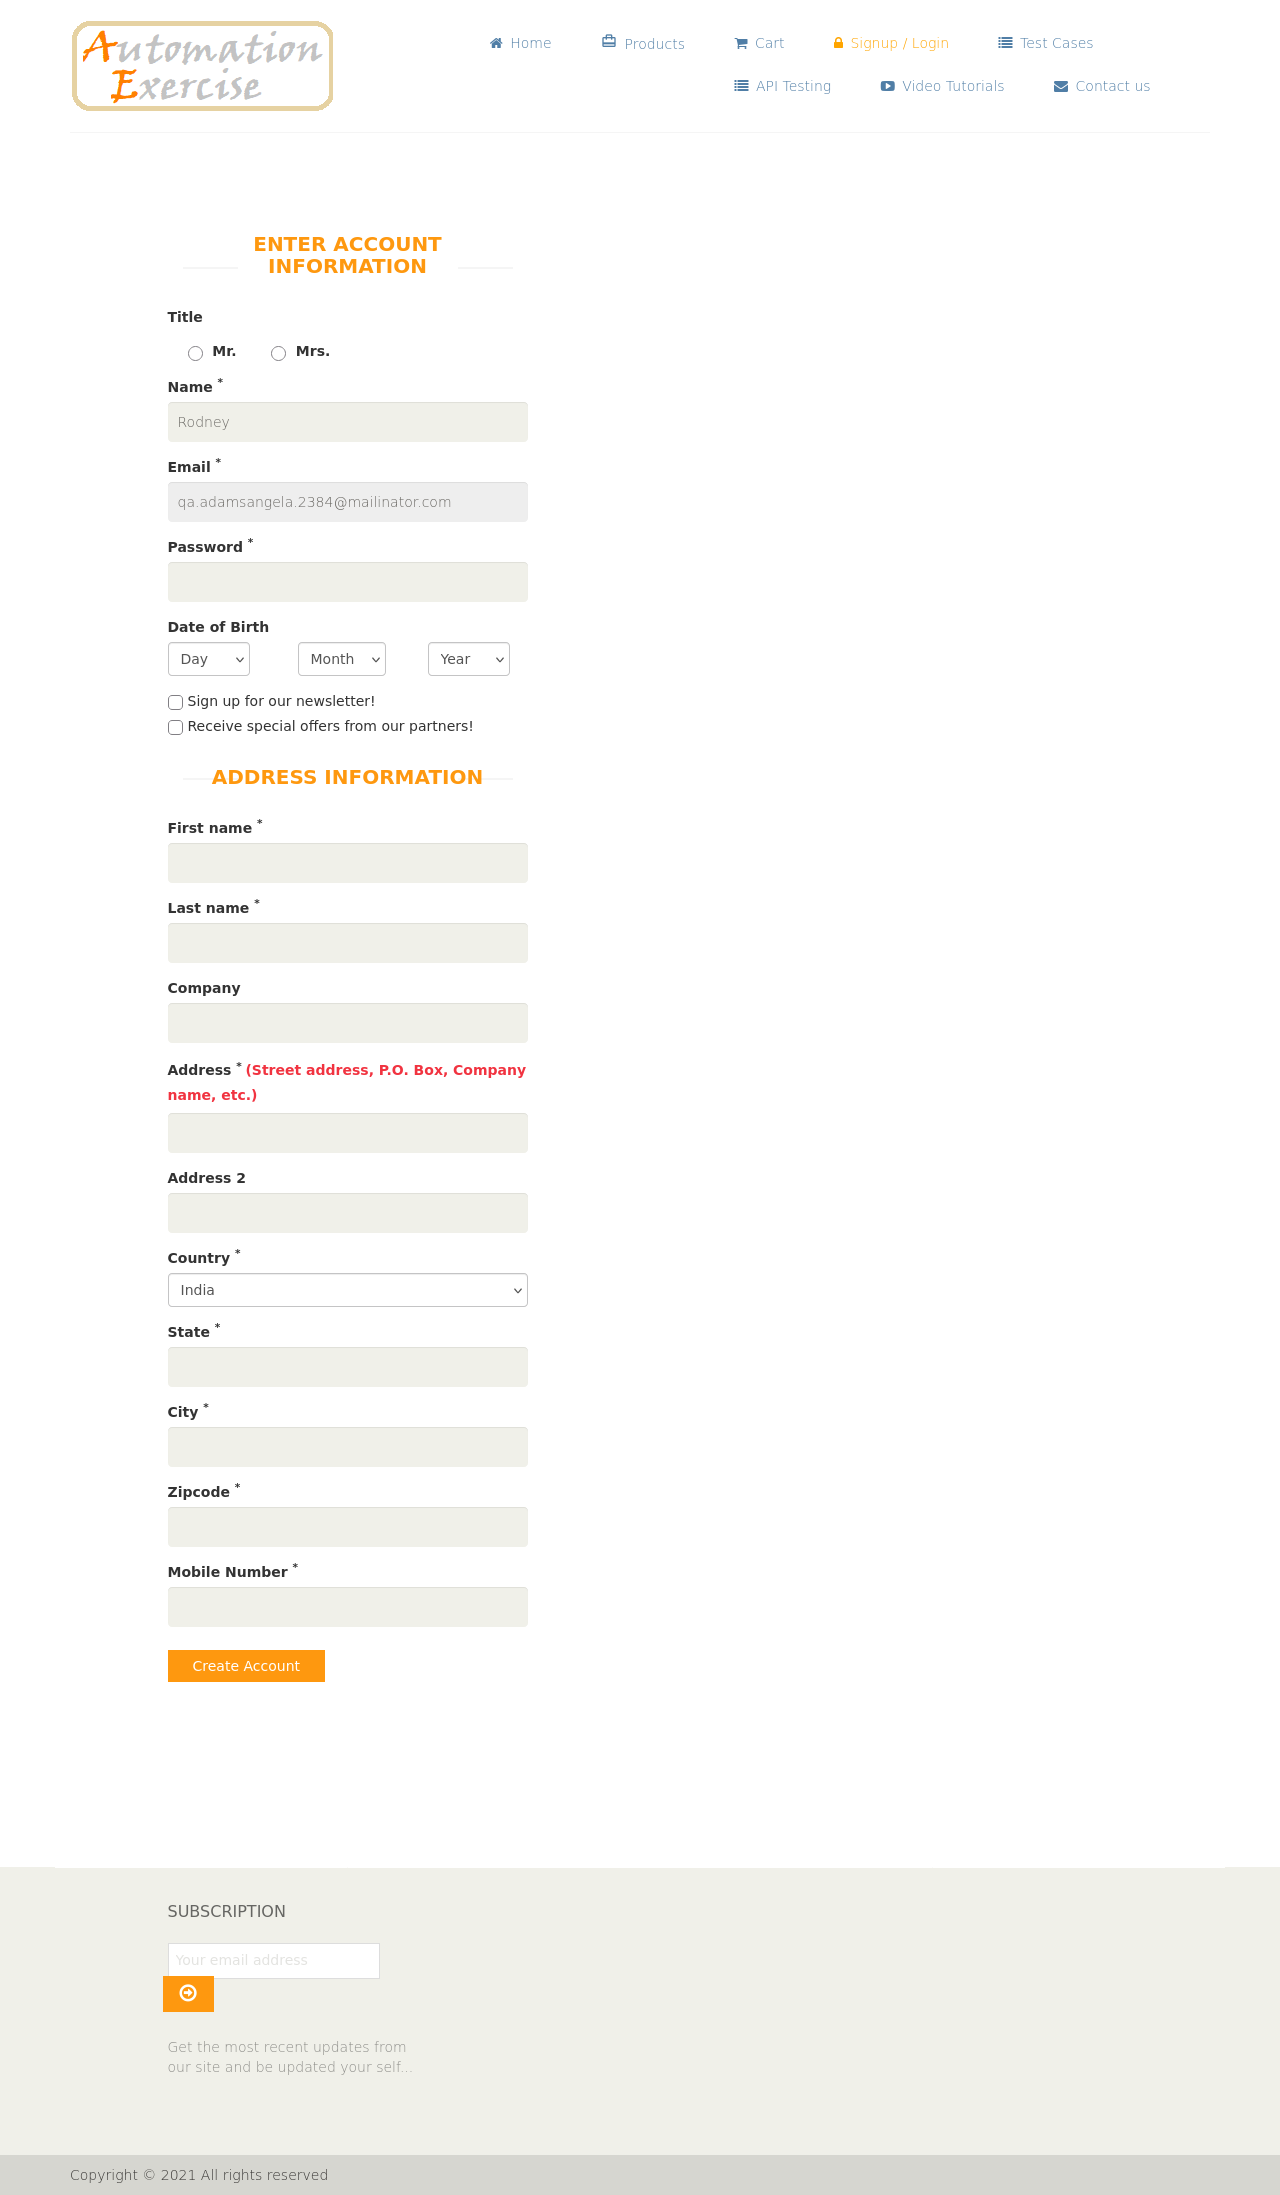 Automation
Exercise
Home Products Cart Signup / Login Test Cases
API Testing Video Tutorials Contact us
ENTER ACCOUNT
INFORMATION
Title
Mr. Mrs.
Name *
Rodney
Email *
qa.adamsangela.2384@mailinator.com
Password *
Date of Birth
Day Month Year
Sign up for our newsletter!
Receive special offers from our partners!
ADDRESS INFORMATION
First name *
Last name *
Company
Address * (Street address, P.O. Box, Company
name, etc.)
Address 2
Country *
India
State *
City *
Zipcode *
Mobile Number *
Create Account
SUBSCRIPTION
Your email address
Get the most recent updates from
our site and be updated your self...
Copyright © 2021 All rights reserved